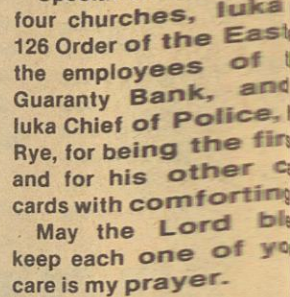 four churches, Iuka
126 Order of the East
the employees of
Guaranty Bank, and
Iuka Chief of Police,
Rye, for being the firs
and for his other
cards with comforting
May the Lord ble
keep each one of yo
care is my prayer.